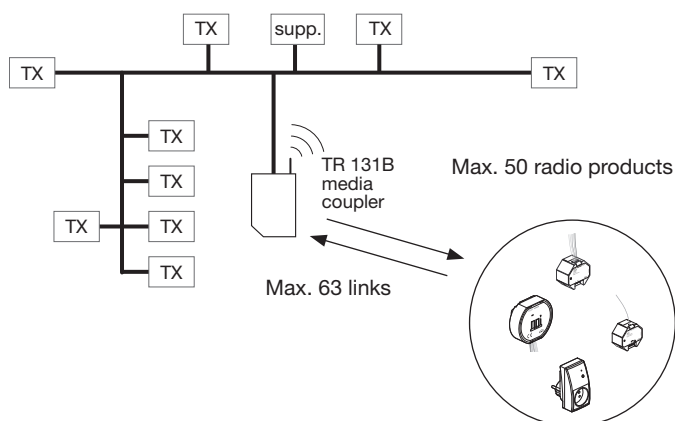 TX
supp.
TX
TX
TX
TX
TX
TR 131B
media
coupler
Max. 50 radio products
TX
TX
TX
TX
Max. 63 links